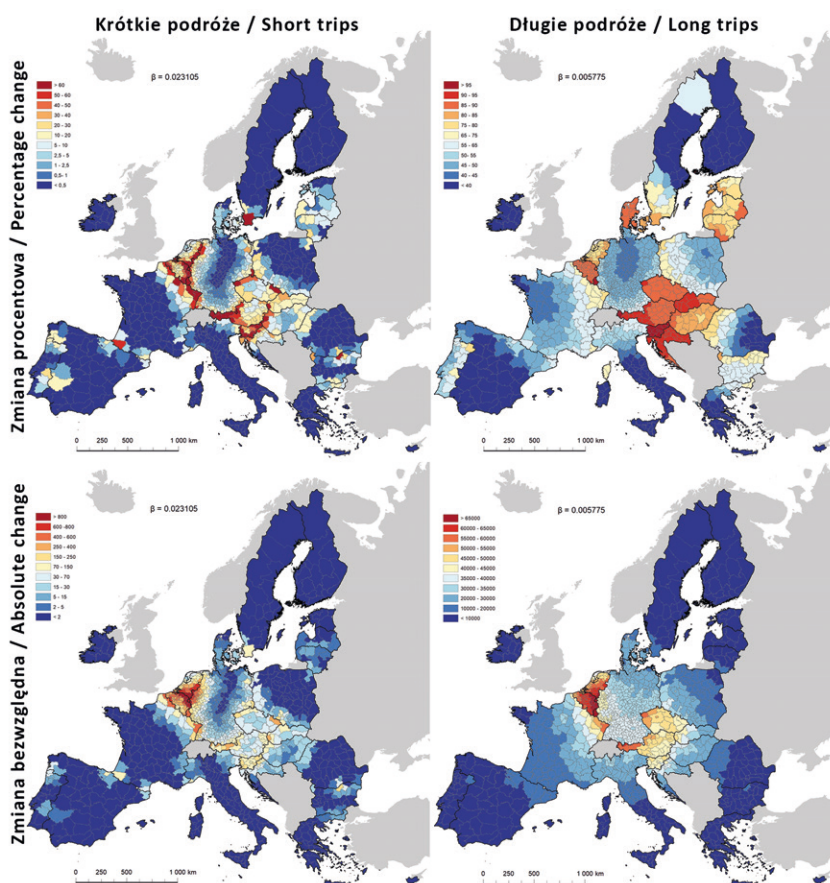 Krótkie podróże / Short trips
Długie podróże / Long trips
Zmiana procentowa / Percentage change
β = 0.023105
> 60
50 - 60
40 - 50
30 - 40
20 - 30
10 - 20
5 - 10
2,5 - 5
1 - 2,5
0,5 - 1
< 0,5
0 250 500 1 000 km
β = 0.005775
> 95
90 - 95
85 - 90
80 - 85
75 - 80
65 - 75
55 - 65
50 - 55
45 - 50
40 - 45
< 40
0 250 500 1 000 km
Zmiana bezwzględna / Absolute change
β = 0.023105
> 800
600 - 800
400 - 600
250 - 400
150 - 250
70 - 150
30 - 70
15 - 30
5 - 15
2 - 5
< 2
0 250 500 1 000 km
β = 0.005775
> 65000
60000 - 65000
55000 - 60000
50000 - 55000
45000 - 50000
40000 - 45000
35000 - 40000
30000 - 35000
20000 - 30000
10000 - 20000
< 10000
0 250 500 1 000 km